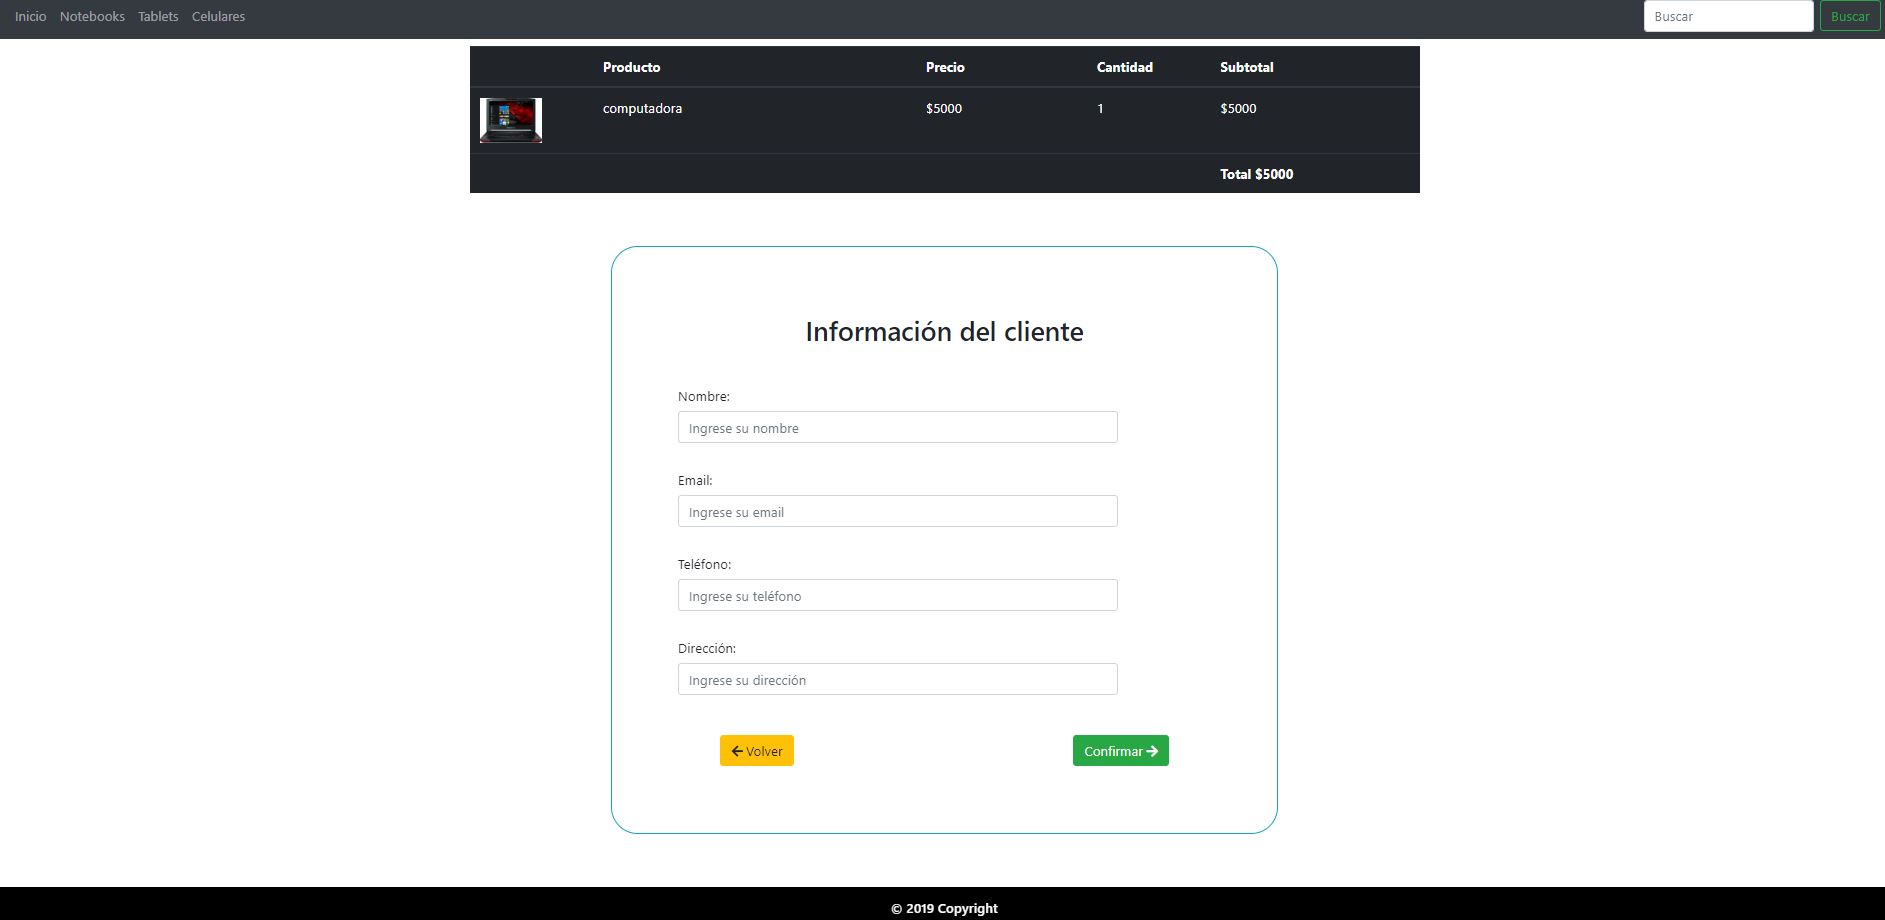 Inicio Notebooks Tablets Celulares Buscar Buscar
Producto Precio Cantidad Subtotal
computadora $5000 1 $5000
Total $5000
Información del cliente
Nombre:
Ingrese su nombre
Email:
Ingrese su email
Teléfono:
Ingrese su teléfono
Dirección:
Ingrese su dirección
Volver Confirmar
© 2019 Copyright